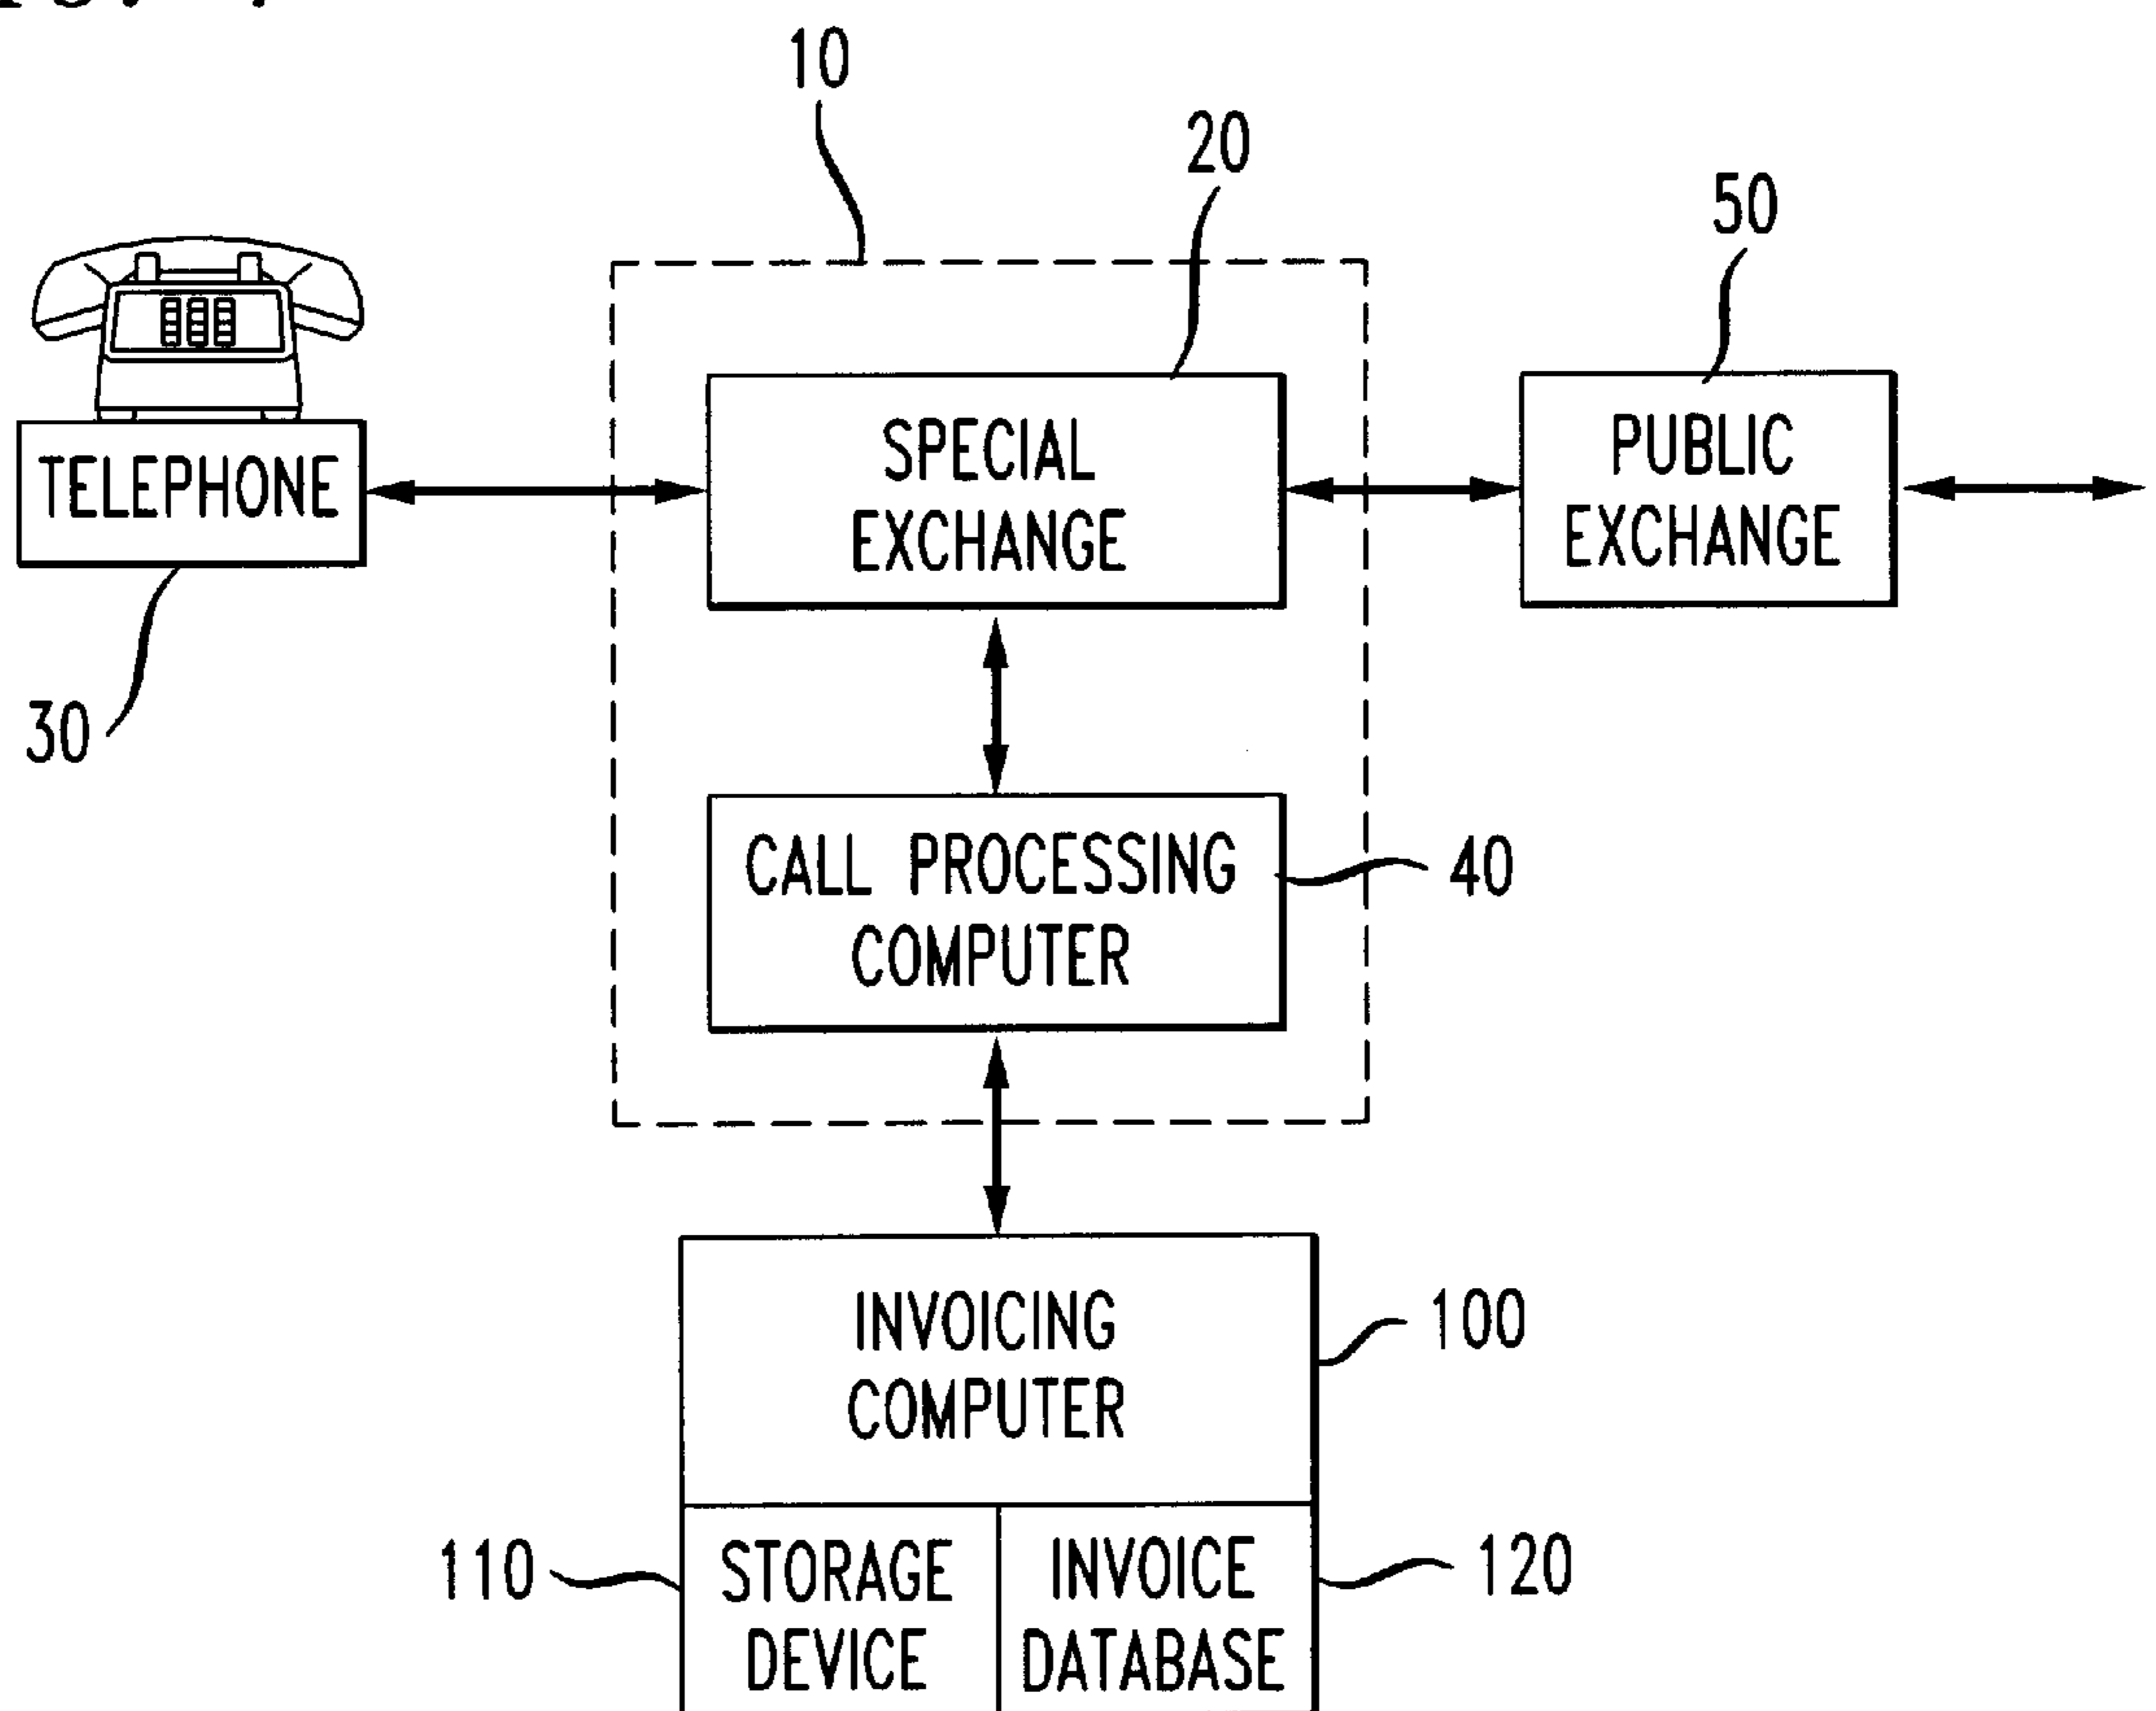 10
20
50
TELEPHONE
SPECIAL
EXCHANGE
PUBLIC
EXCHANGE
30
CALL PROCESSING
COMPUTER
40
INVOICING
COMPUTER
100
110
STORAGE
DEVICE
INVOICE
DATABASE
120